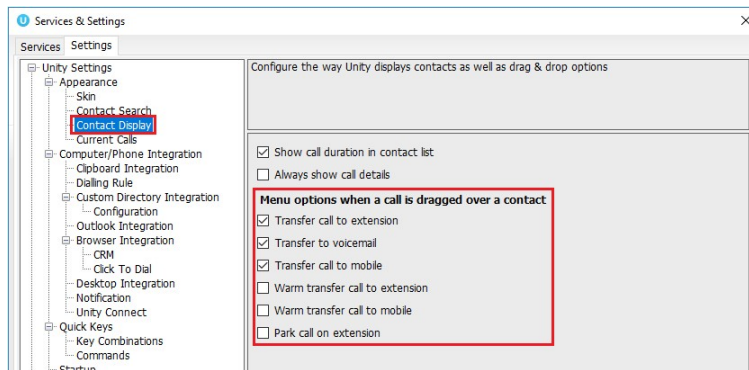 Services & Settings
Services Settings
Unity Settings
Appearance
Skin
Contact Search
Contact Display
Current Calls
Computer/Phone Integration
Clipboard Integration
Dialling Rule
Custom Directory Integration
Configuration
Outlook Integration
Browser Integration
CRM
Click To Dial
Desktop Integration
Notification
Unity Connect
Quick Keys
Key Combinations
Commands
Startup
Configure the way Unity displays contacts as well as drag & drop options
Show call duration in contact list
Always show call details
Menu options when a call is dragged over a contact
Transfer call to extension
Transfer to voicemail
Transfer call to mobile
Warm transfer call to extension
Warm transfer call to mobile
Park call on extension